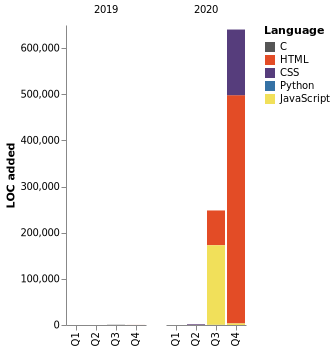 2019 2020
Language
C
HTML
CSS
Python
JavaScript
LOC added
600,000
500,000
400,000
300,000
200,000
100,000
0
Q1 Q2 Q3 Q4 Q1 Q2 Q3 Q4